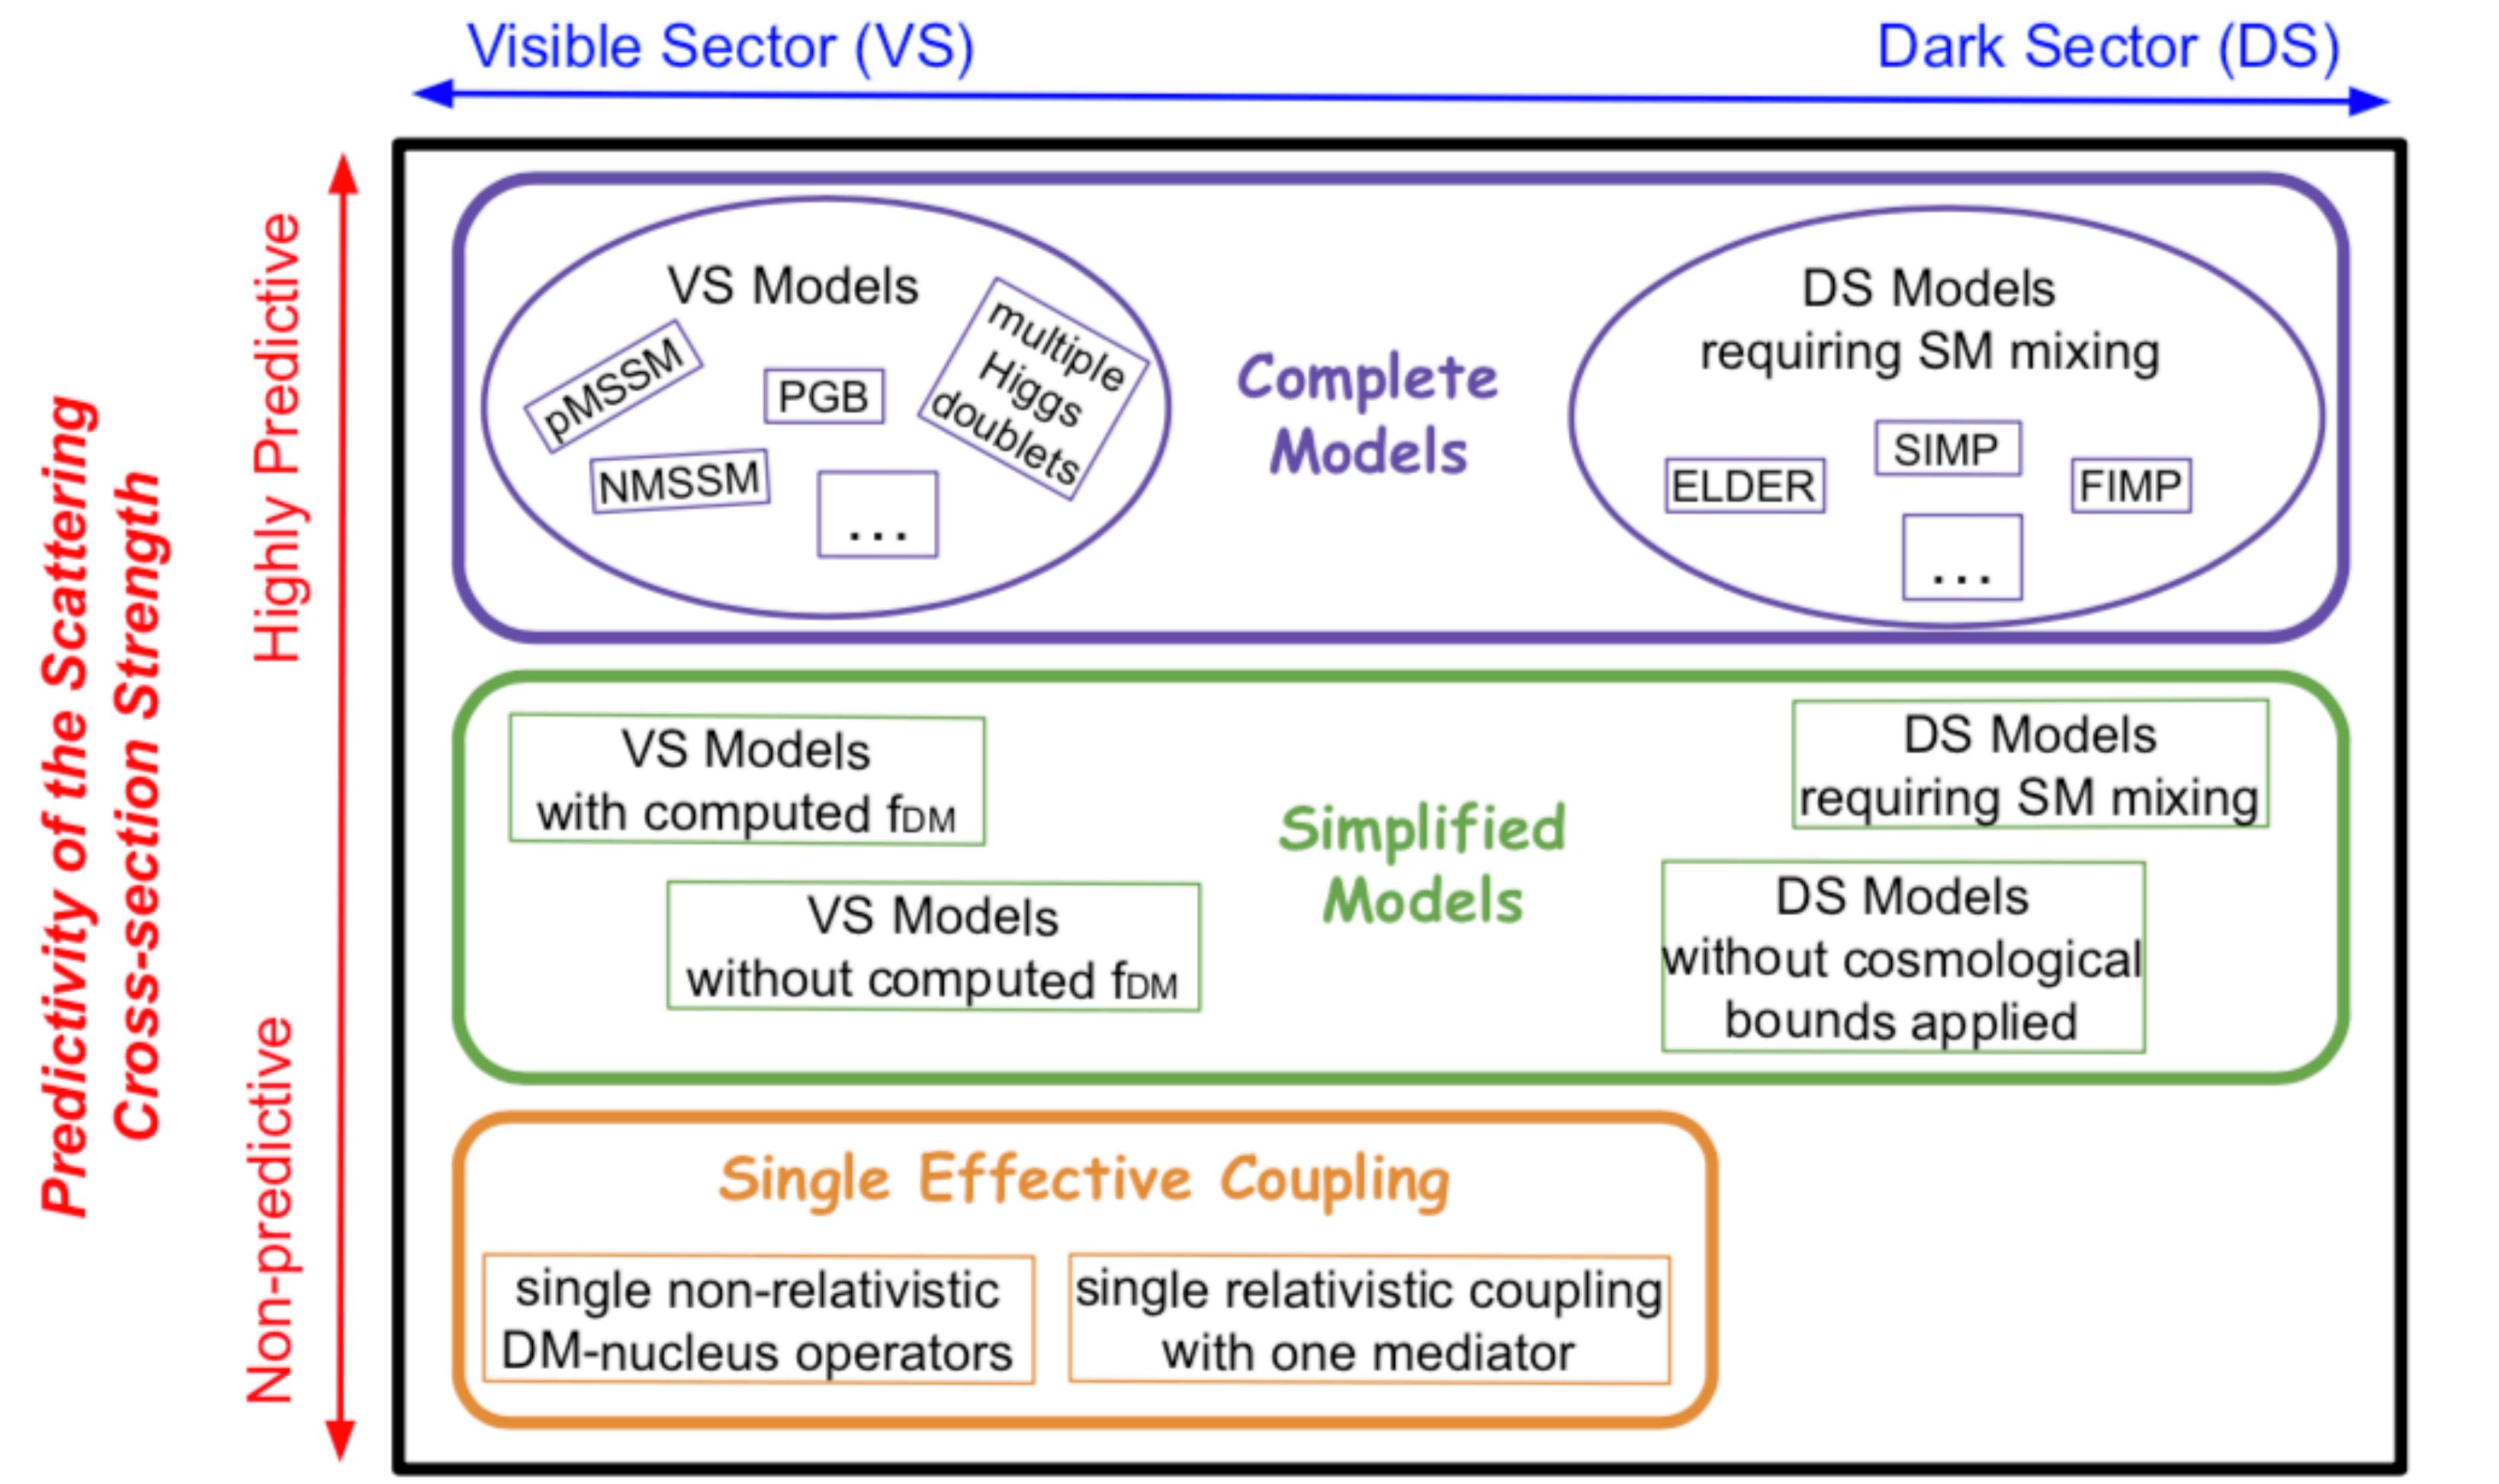 Visible Sector (VS)
Dark Sector (DS)
Predictivity of the Scattering
Cross-section Strength
Highly Predictive
Non-predictive
VS Models
pMSSM
PGB
multiple
Higgs
doublets
NMSSM
...
Complete
Models
DS Models
requiring SM mixing
SIMP
ELDER
FIMP
...
VS Models
with computed fDM
VS Models
without computed fDM
Simplified
Models
DS Models
requiring SM mixing
DS Models
without cosmological
bounds applied
Single Effective Coupling
single non-relativistic
DM-nucleus operators
single relativistic coupling
with one mediator